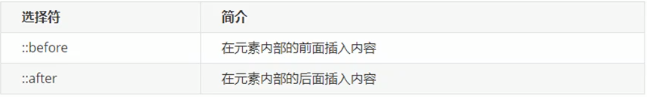 选择符 简介
::before 在元素内部的前面插入内容
::after 在元素内部的后面插入内容